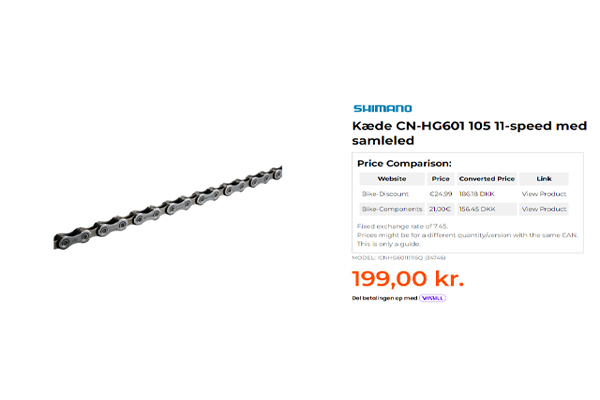 SHIMANO
Kæde CN-HG601 105 11-speed med
samleled
Price Comparison:
Website Price Converted Price Link
Bike-Discount €24,99 186.18 DKK View Product
Bike-Components 21,00€ 156.45 DKK View Product
Fixed exchange rate of 7.45.
Prices might be for a different quantity/version with the same EAN.
This is only a guide.
MODEL: (34746)
199,00 kr.
Del betalingen op med